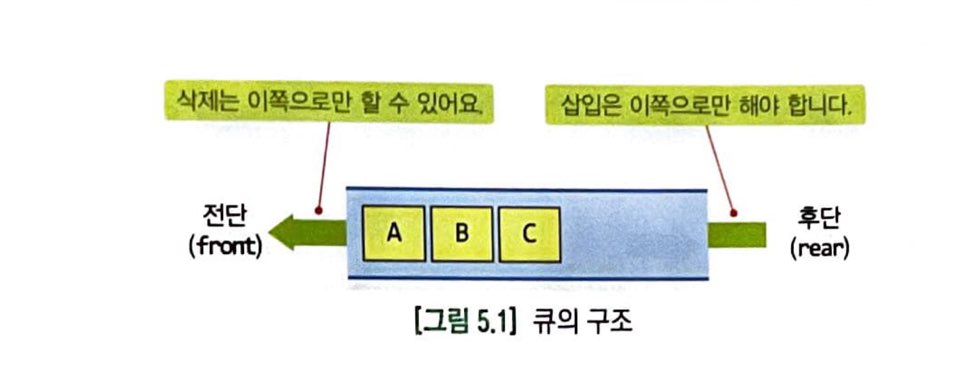 삭제는 이쪽으로만 할 수 있어요.
삽입은 이쪽으로만 해야 합니다.
전단
(front)
A B C
후단
(rear)
[그림 5.1] 큐의 구조